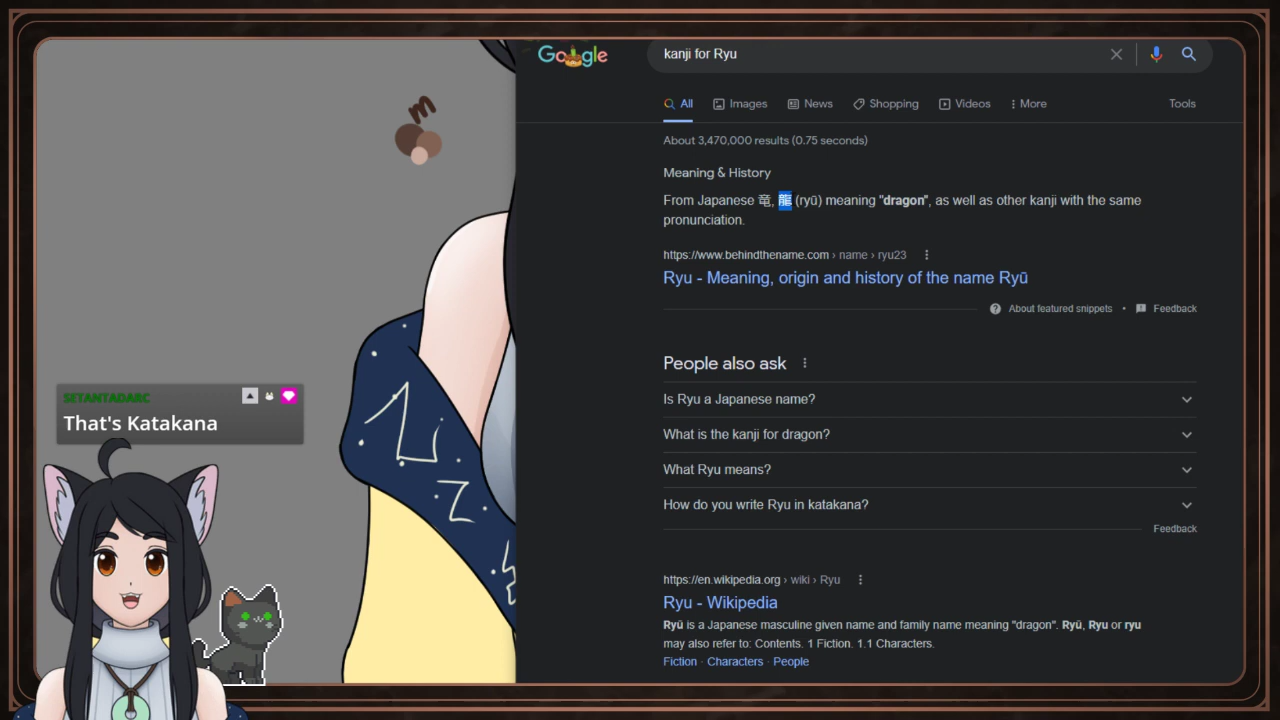 Google
kanji for Ryu
All Images News Shopping Videos More Tools
About 3,470,000 results (0.75 seconds)
Meaning & History
From Japanese 竜, 龍 (ryū) meaning "dragon", as well as other kanji with the same
pronunciation.
https://www.behindthename.com › name › ryu23
Ryu - Meaning, origin and history of the name Ryū
About featured snippets • Feedback
People also ask
Is Ryu a Japanese name?
What is the kanji for dragon?
What Ryu means?
How do you write Ryu in katakana?
Feedback
https://en.wikipedia.org › wiki › Ryu
Ryu - Wikipedia
Ryū is a Japanese masculine given name and family name meaning "dragon". Ryū, Ryu or ryu
may also refer to: Contents. 1 Fiction. 1.1 Characters.
Fiction · Characters · People
SETANTADARC
That's Katakana